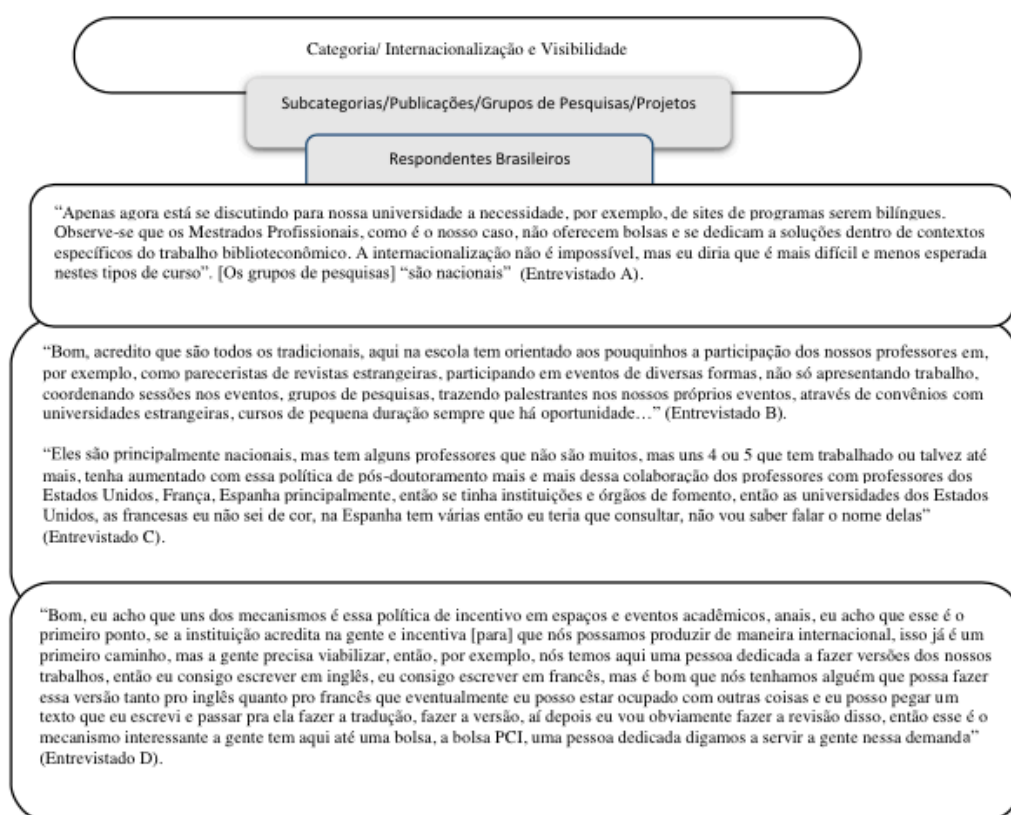 Categoria/ Internacionalização e Visibilidade
Subcategorias/Publicações/Grupos de Pesquisas/Projetos
Respondentes Brasileiros
“Apenas agora está se discutindo para nossa universidade a necessidade, por exemplo, de sites de programas serem bilíngues.
Observe-se que os Mestrados Profissionais, como é o nosso caso, não oferecem bolsas e se dedicam a soluções dentro de contextos
específicos do trabalho biblioteconômico. A internacionalização não é impossível, mas eu diria que é mais difícil e menos esperada
nestes tipos de curso”. [Os grupos de pesquisas] “são nacionais” (Entrevistado A).
“Bom, acredito que são todos os tradicionais, aqui na escola tem orientado aos pouquinhos a participação dos nossos professores em,
por exemplo, como pareceristas de revistas estrangeiras, participando em eventos de diversas formas, não só apresentando trabalho,
coordenando sessões nos eventos, grupos de pesquisas, trazendo palestrantes nos nossos próprios eventos, através de convênios com
universidades estrangeiras, cursos de pequena duração sempre que há oportunidade…” (Entrevistado B).
“Eles são principalmente nacionais, mas tem alguns professores que não são muitos, mas uns 4 ou 5 que tem trabalhado ou talvez até
mais, tenha aumentado com essa política de pós-doutoramento mais e mais dessa colaboração dos professores com professores dos
Estados Unidos, França, Espanha principalmente, então se tinha instituições e órgãos de fomento, então as universidades dos Estados
Unidos, as francesas eu não sei de cor, na Espanha tem várias então eu teria que consultar, não vou saber falar o nome delas”
(Entrevistado C).
“Bom, eu acho que uns dos mecanismos é essa política de incentivo em espaços e eventos acadêmicos, anais, eu acho que esse é o
primeiro ponto, se a instituição acredita na gente e incentiva [para] que nós possamos produzir de maneira internacional, isso já é um
primeiro caminho, mas a gente precisa viabilizar, então, por exemplo, nós temos aqui uma pessoa dedicada a fazer versões dos nossos
trabalhos, então eu consigo escrever em inglês, eu consigo escrever em francês, mas é bom que nós tenhamos alguém que possa fazer
essa versão tanto pro inglês quanto pro francês que eventualmente eu posso estar ocupado com outras coisas e eu posso pegar um
texto que eu escrevi e passar pra ela fazer a tradução, fazer a versão, aí depois eu vou obviamente fazer a revisão disso, então esse é o
mecanismo interessante a gente tem aqui até uma bolsa, a bolsa PCI, uma pessoa dedicada digamos a servir a gente nessa demanda”
(Entrevistado D).